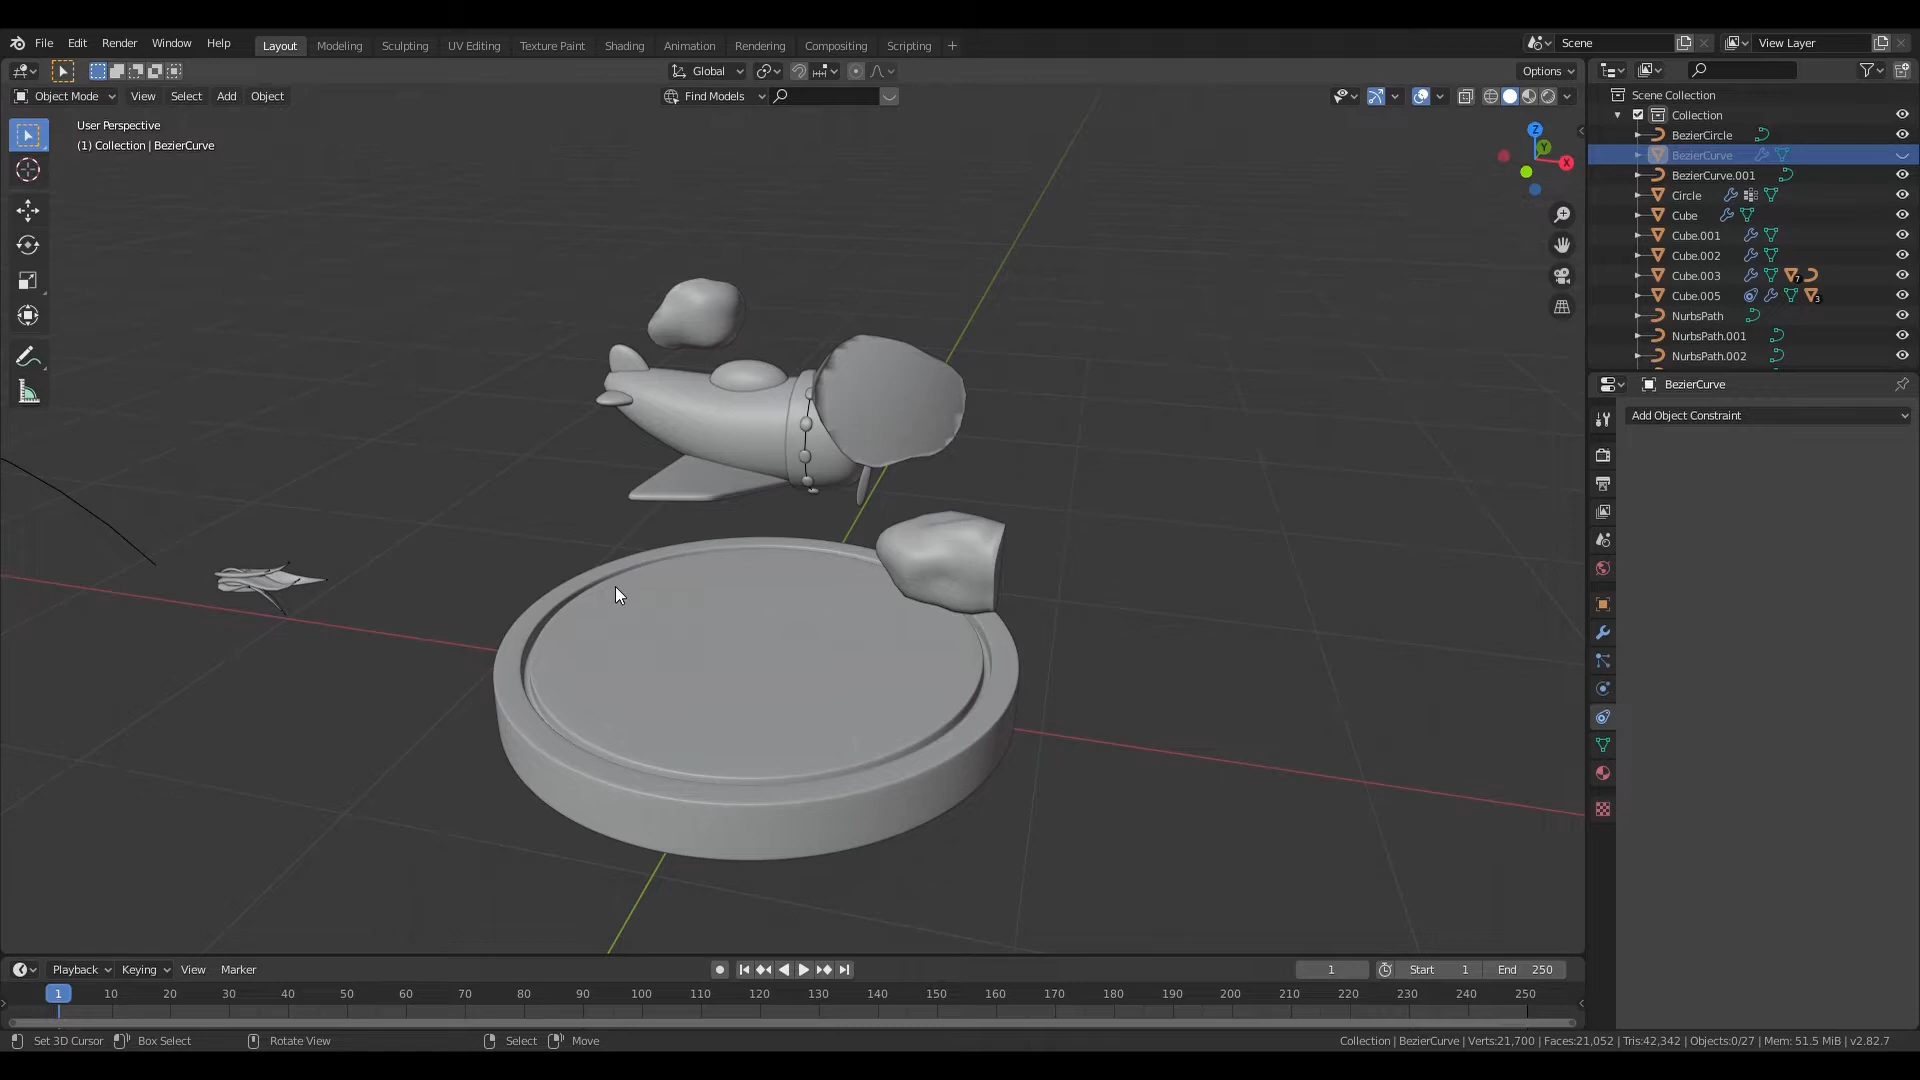 File Edit Render Window Help Layout Modeling Sculpting UV Editing Texture Paint Shading Animation Rendering Compositing Scripting +
Scene
View Layer
Global
Options
Object Mode View Select Add Object
Find Models
User Perspective
(1) Collection | BezierCurve
Z
Y
X
Scene Collection
Collection
BezierCircle
BezierCurve
BezierCurve.001
Circle
Cube
Cube.001
Cube.002
Cube.003
7
Cube.005
3
NurbsPath
NurbsPath.001
NurbsPath.002
BezierCurve
Add Object Constraint
Playback Keying View Marker
1
Start 1
End 250
1 10 20 30 40 50 60 70 80 90 100 110 120 130 140 150 160 170 180 190 200 210 220 230 240 250
Set 3D Cursor Box Select Rotate View Select Move
Collection | BezierCurve | Verts:21,700 | Faces:21,052 | Tris:42,342 | Objects:0/27 | Mem: 51.5 MiB | v2.82.7